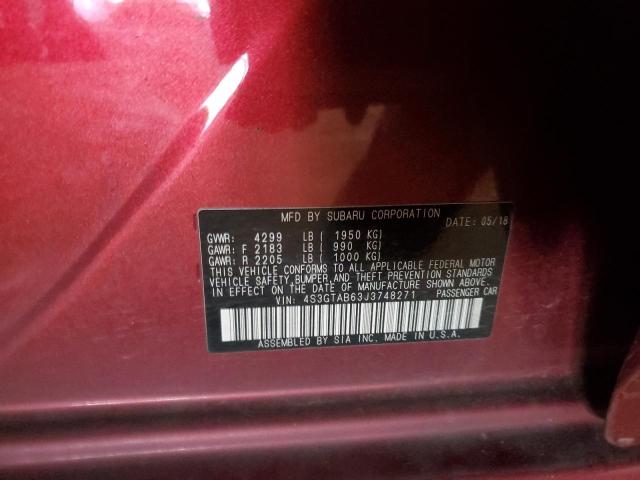 MFD BY SUBARU CORPORATION DATE: 05/18
GVWR: 4299 LB ( 1950 KG)
GAWR: F 2183 LB ( 990 KG)
GAWR: R 2205 LB ( 1000 KG)
THIS VEHICLE CONFORMS TO ALL APPLICABLE FEDERAL MOTOR
VEHICLE SAFETY, BUMPER, AND THEFT PREVENTION STANDARDS
IN EFFECT ON THE DATE OF MANUFACTURE SHOWN ABOVE.
VIN: 4S3GTAB63J3748271 PASSENGER CAR
ASSEMBLED BY SIA INC. MADE IN U.S.A.